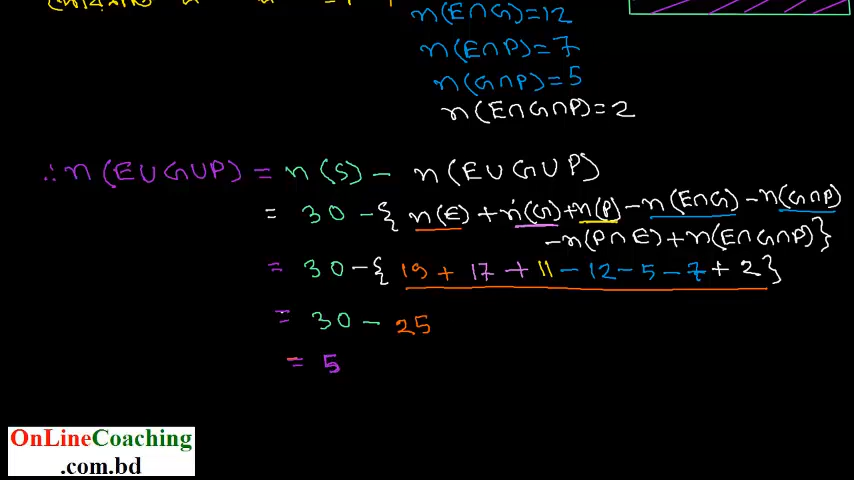 n(E∩G)=12
n(E∩P)=7
n(G∩P)=5
n(E∩G∩P)=2
∴n(E∪G∪P) = n(S) - n(E∪G∪P)
= 30 -{n(E)+n(G)+n(P)-n(E∩G)-n(G∩P)
-n(P∩E)+n(E∩G∩P)}
= 30-{19+17+11-12-5-7+2}
= 30-25
= 5
OnLineCoaching
.com.bd